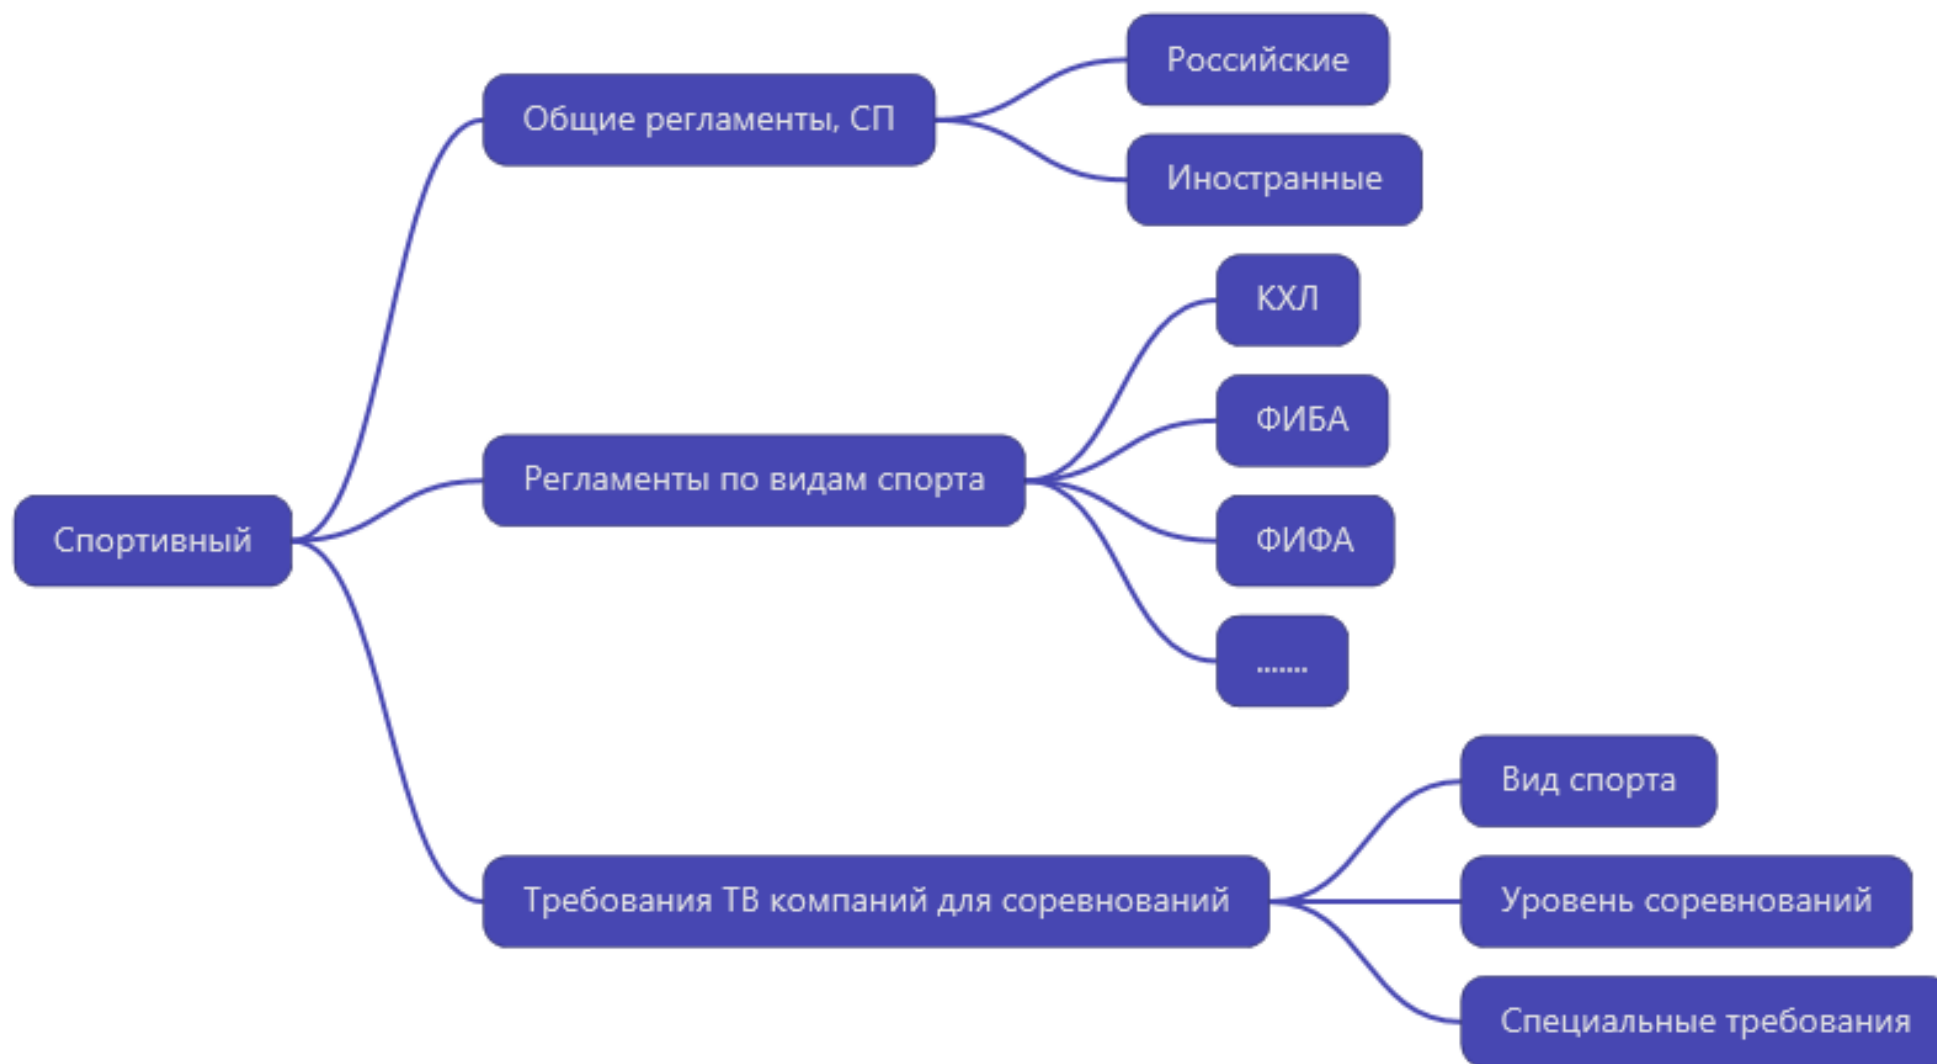 Спортивный
Общие регламенты, СП
Российские
Иностранные
Регламенты по видам спорта
КХЛ
ФИБА
ФИФА
.......
Требования ТВ компаний для соревнований
Вид спорта
Уровень соревнований
Специальные требования